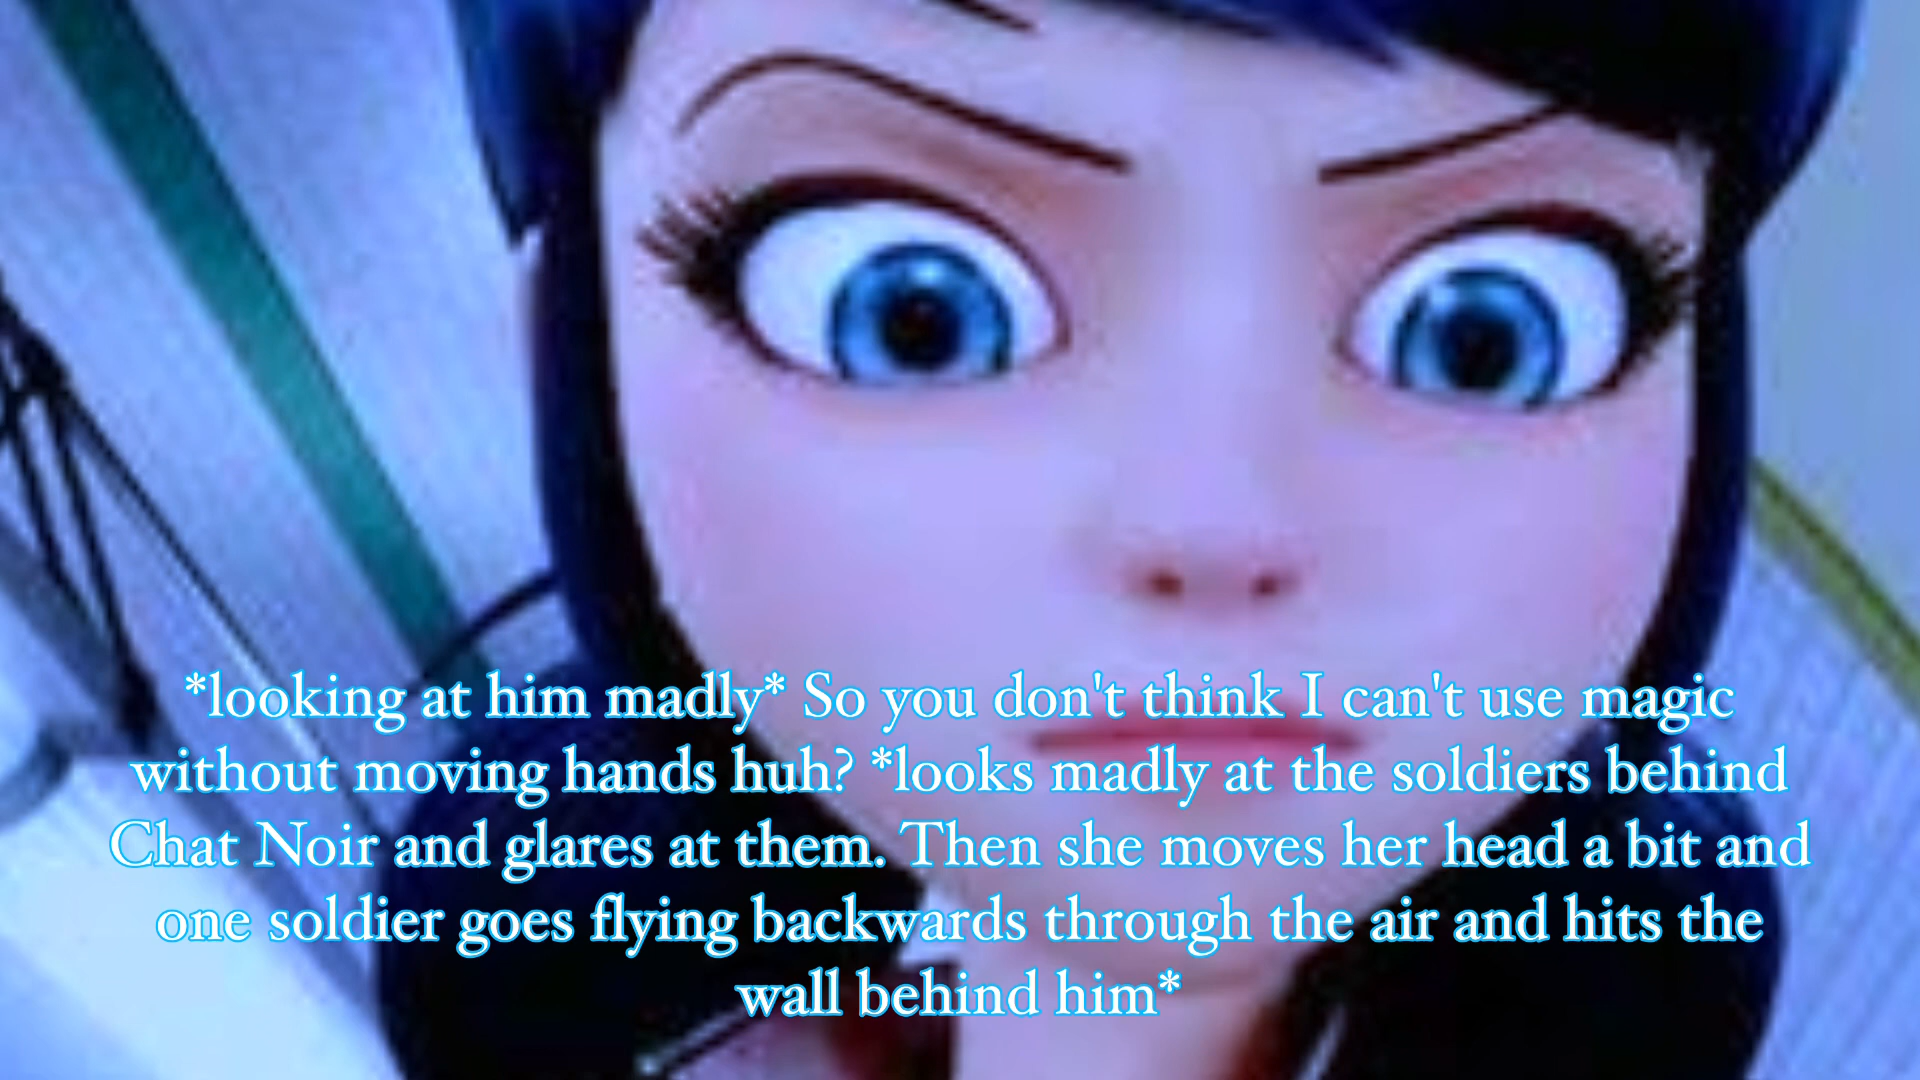 *looking at him madly* So you don't think I can't use magic
without moving hands huh? *looks madly at the soldiers behind
Chat Noir and glares at them. Then she moves her head a bit and
one soldier goes flying backwards through the air and hits the
wall behind him*